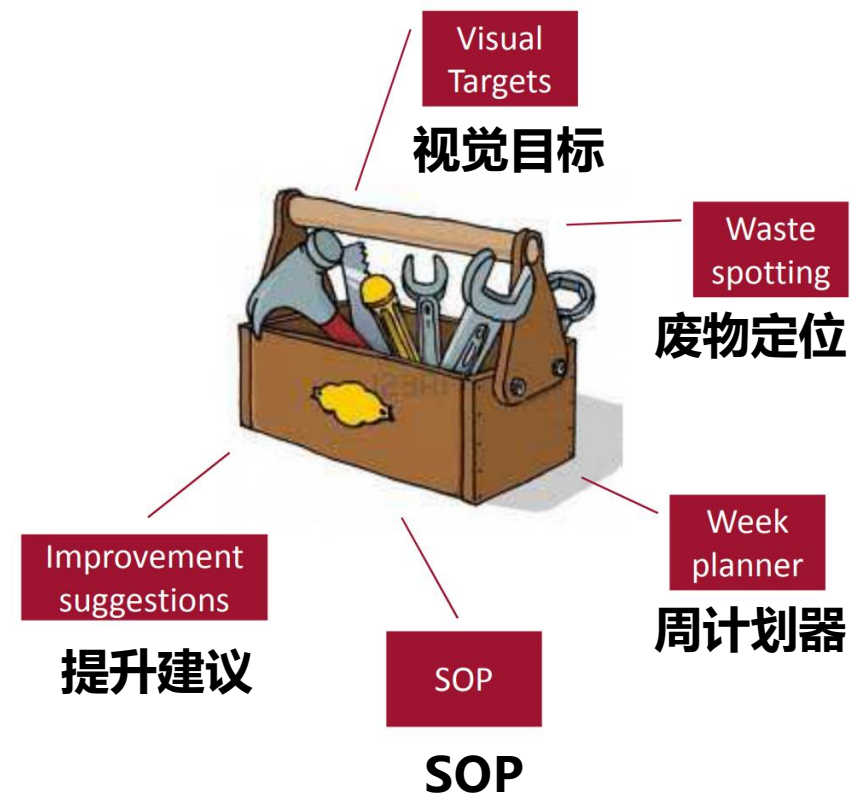 Visual
Targets
视觉目标
Waste
spotting
废物定位
Week
planner
周计划器
Improvement
suggestions
提升建议
SOP
SOP